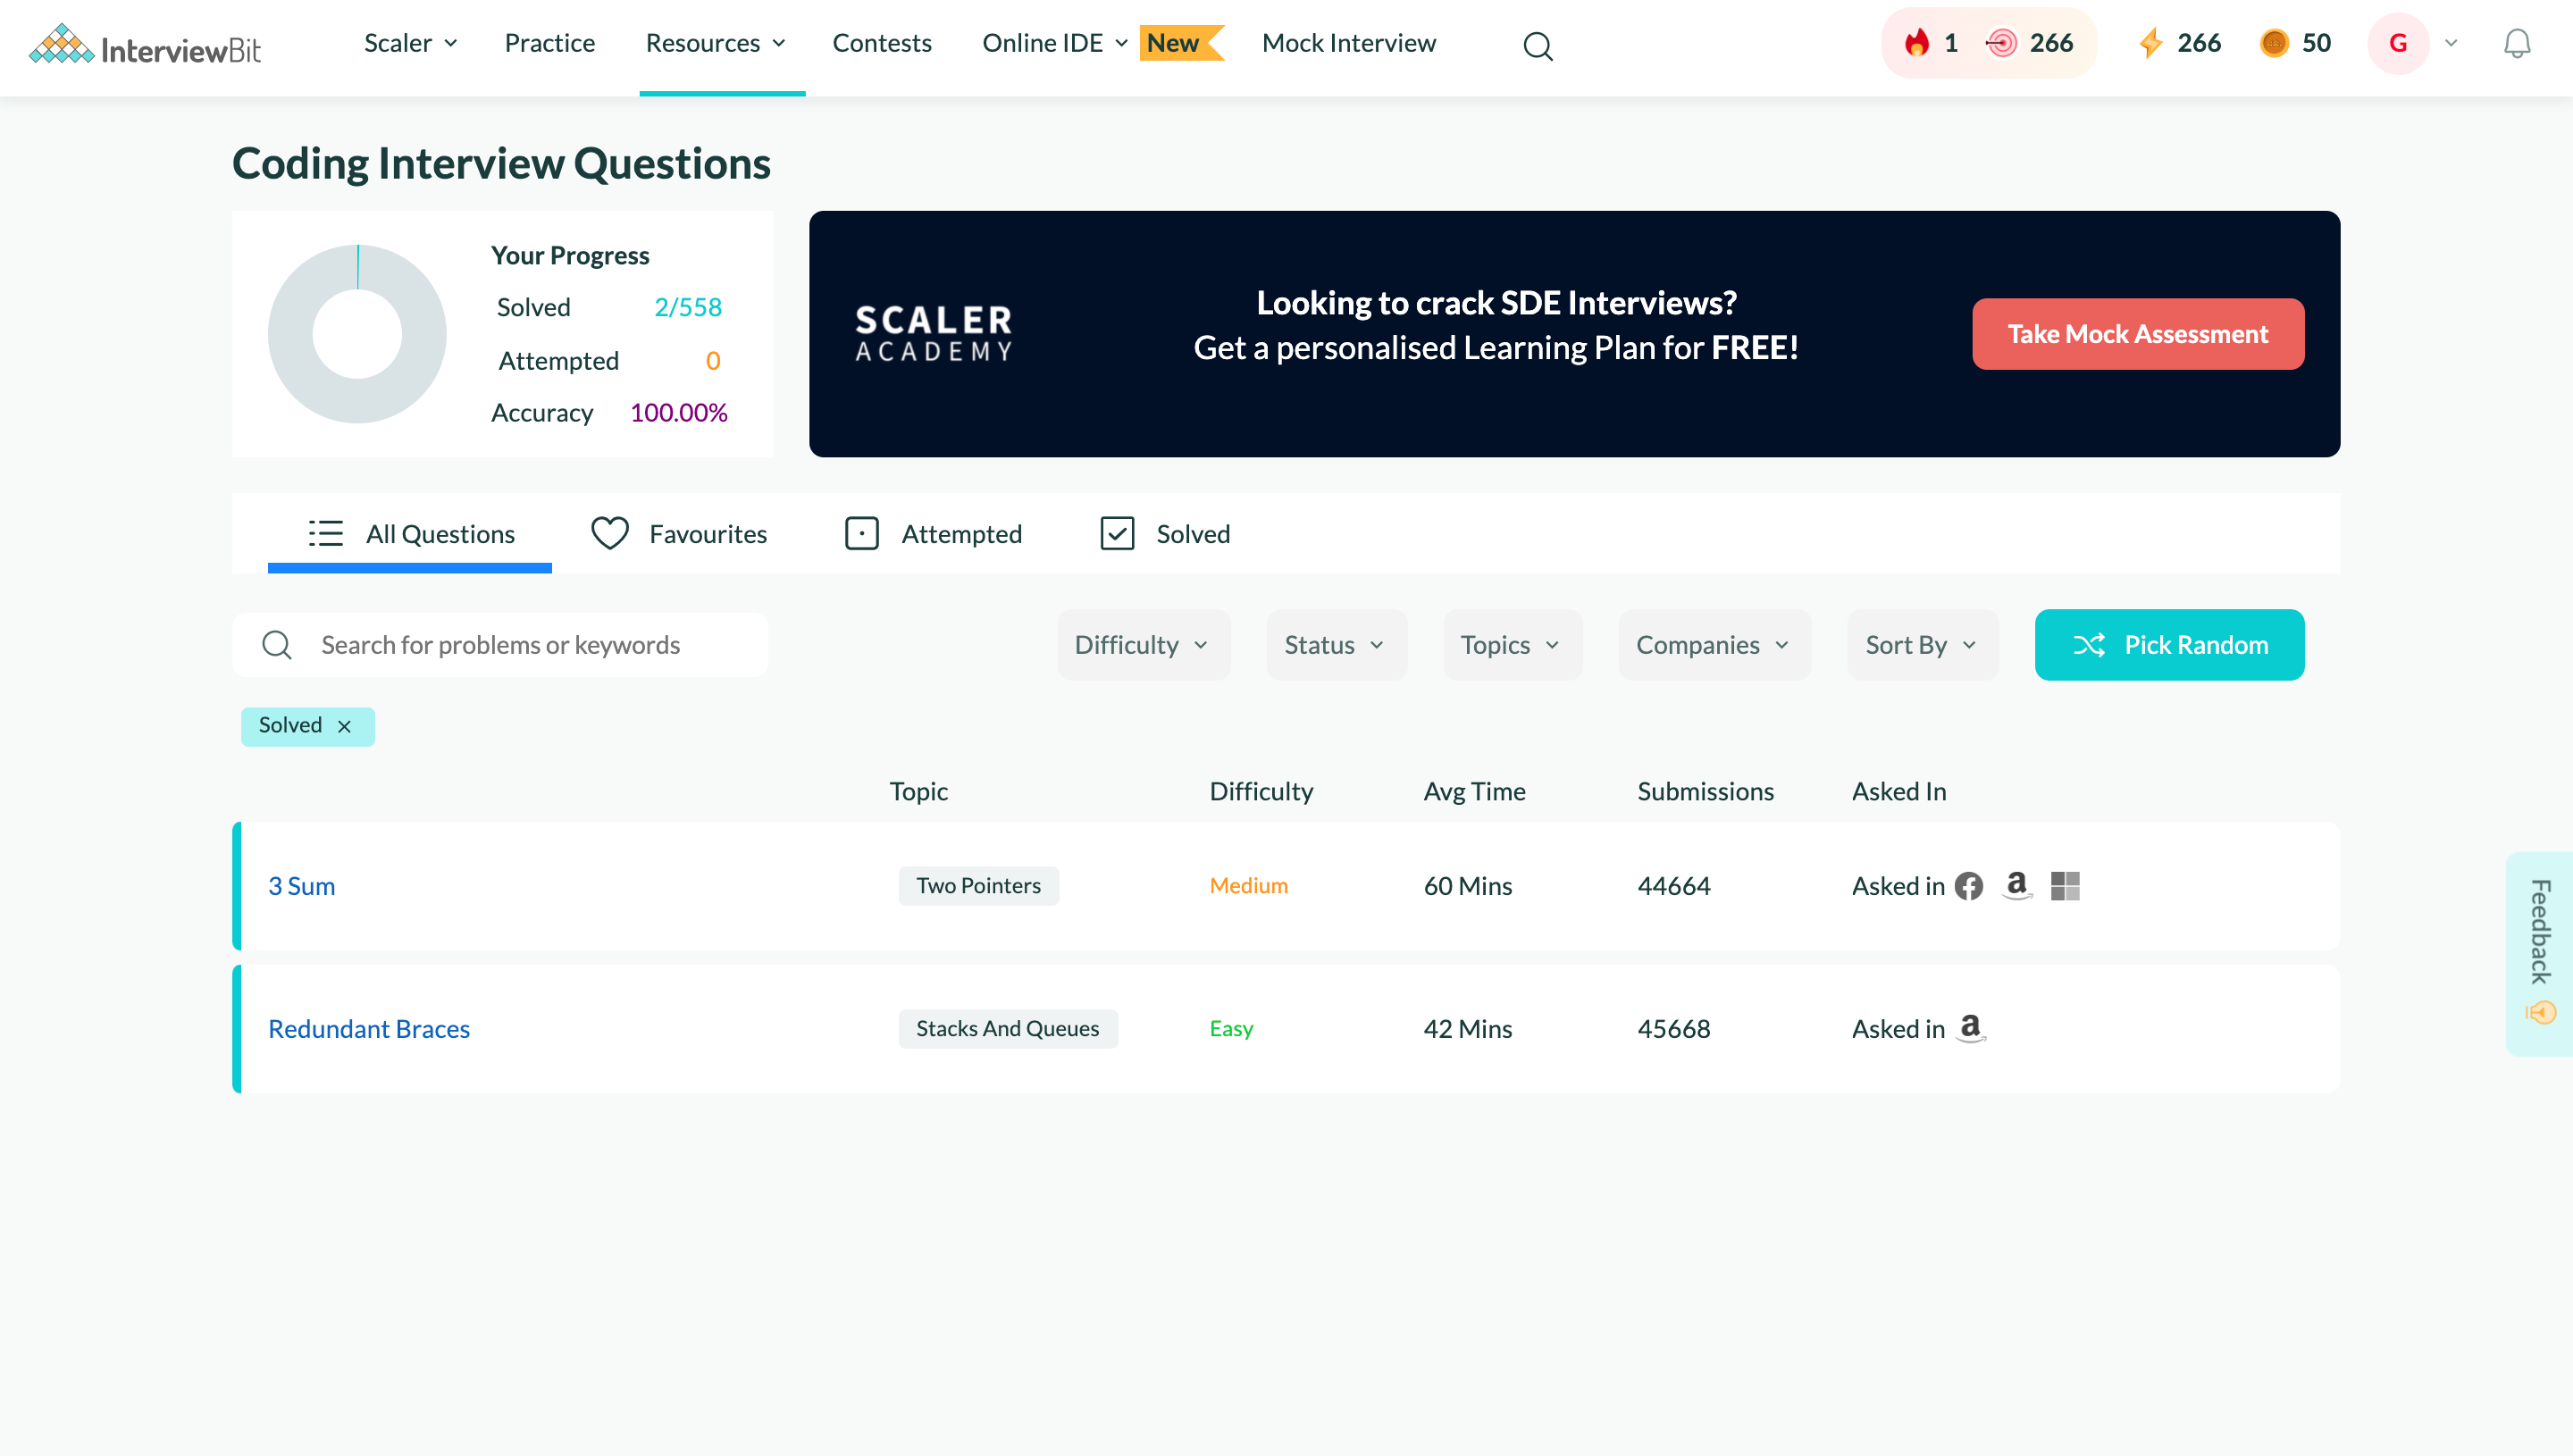 InterviewBit
Scaler
Practice
Resources
Contests
Online IDE
New
Mock Interview
1
266
266
50
G
Coding Interview Questions
Your Progress
Solved 2/558
Attempted 0
Accuracy 100.00%
SCALER
ACADEMY
Looking to crack SDE Interviews?
Get a personalised Learning Plan for FREE!
Take Mock Assessment
All Questions
Favourites
Attempted
Solved
Search for problems or keywords
Difficulty
Status
Topics
Companies
Sort By
Pick Random
Solved
Topic Difficulty Avg Time Submissions Asked In
3 Sum Two Pointers Medium 60 Mins 44664 Asked in
Redundant Braces Stacks And Queues Easy 42 Mins 45668 Asked in
Feedback